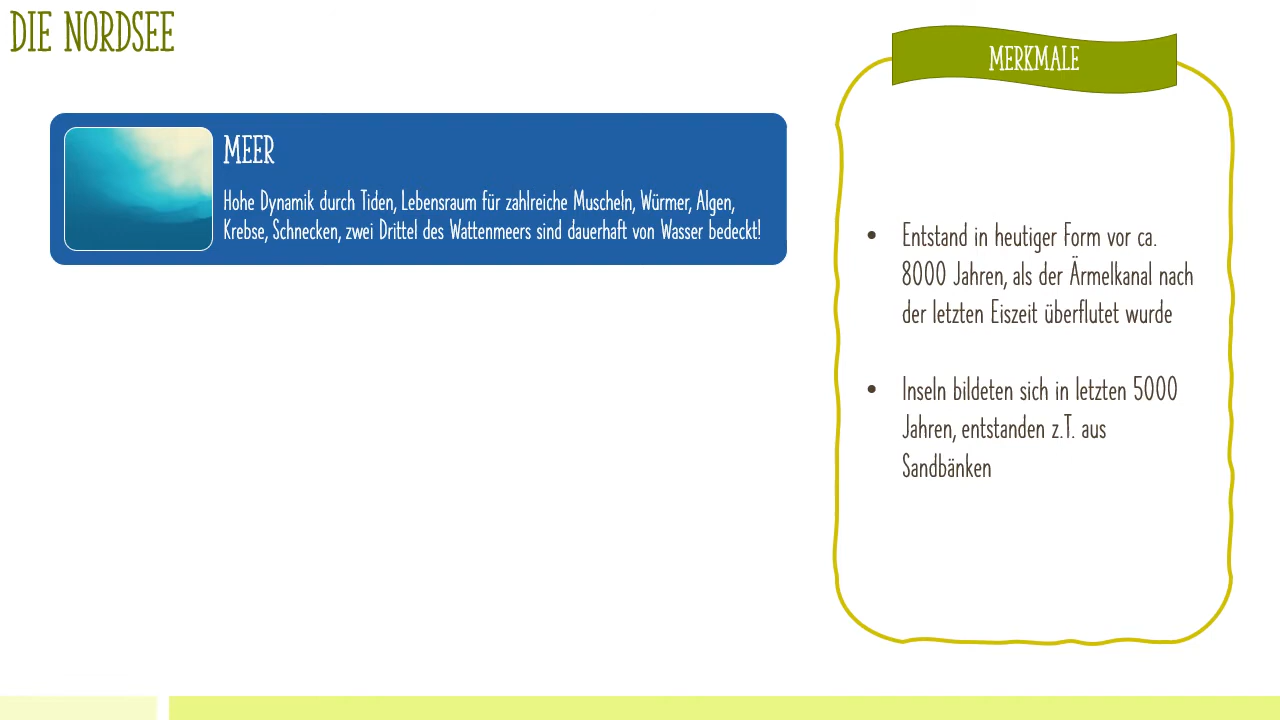 DIE NORDSEE
MEER
Hohe Dynamik durch Tiden, Lebensraum für zahlreiche Muscheln, Würmer, Algen,
Krebse, Schnecken, zwei Drittel des Wattenmeers sind dauerhaft von Wasser bedeckt!
MERKMALE
• Entstand in heutiger Form vor ca.
8000 Jahren, als der Ärmelkanal nach
der letzten Eiszeit überflutet wurde
• Inseln bildeten sich in letzten 5000
Jahren, entstanden z.T. aus
Sandbänken